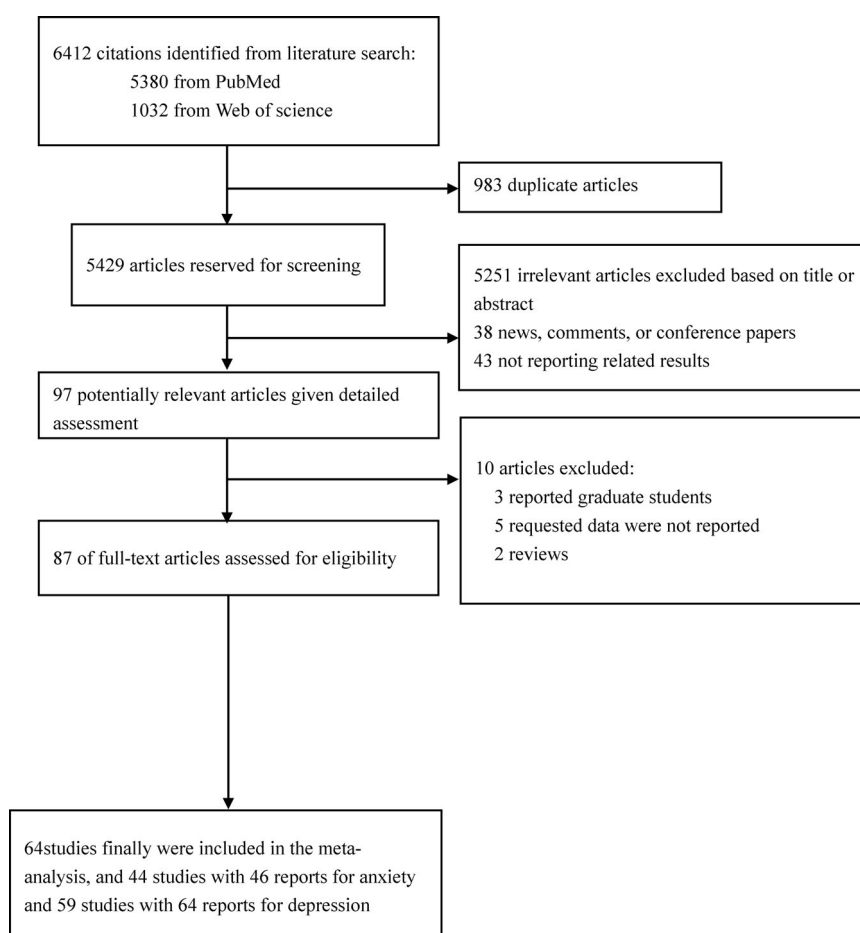 6412 citations identified from literature search:
5380 from PubMed
1032 from Web of science
983 duplicate articles
5429 articles reserved for screening
5251 irrelevant articles excluded based on title or
abstract
38 news, comments, or conference papers
43 not reporting related results
97 potentially relevant articles given detailed
assessment
10 articles excluded:
3 reported graduate students
5 requested data were not reported
2 reviews
87 of full-text articles assessed for eligibility
64studies finally were included in the meta-
analysis, and 44 studies with 46 reports for anxiety
and 59 studies with 64 reports for depression